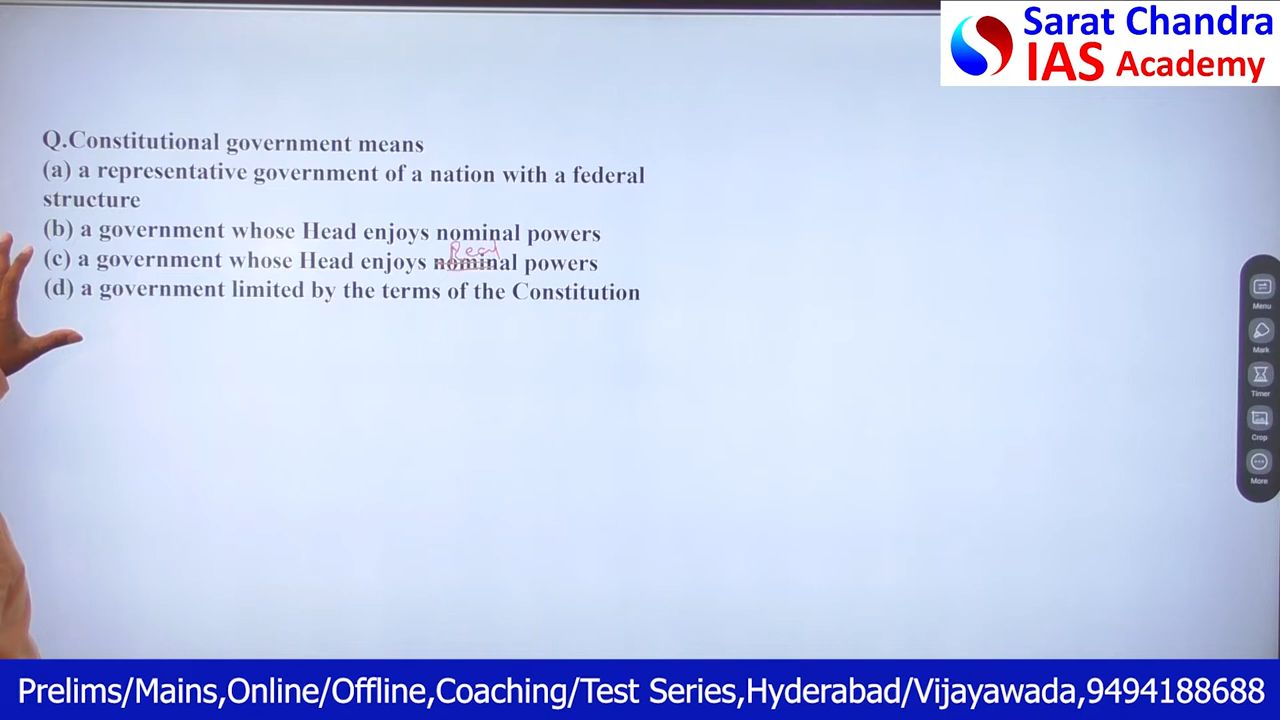 Sarat Chandra
IAS Academy
Q.Constitutional government means
(a) a representative government of a nation with a federal
structure
(b) a government whose Head enjoys nominal powers
Real
(c) a government whose Head enjoys nominal powers
(d) a government limited by the terms of the Constitution
Menu
Mark
Timer
Crop
More
Prelims/Mains,Online/Offline,Coaching/Test Series,Hyderabad/Vijayawada,9494188688